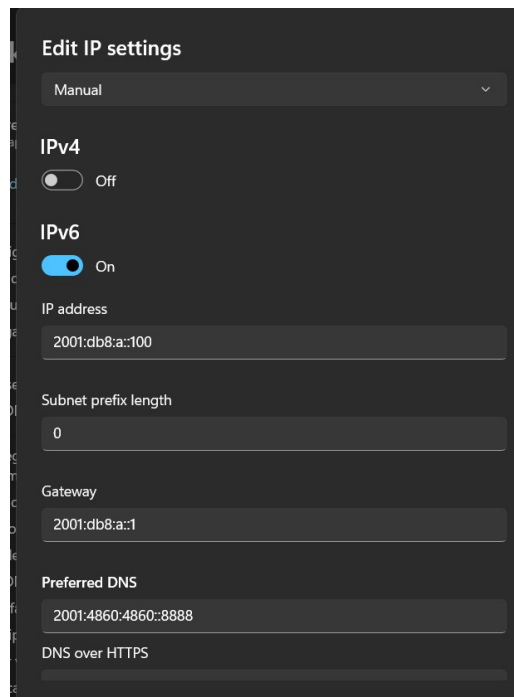 Edit IP settings
Manual
IPv4
Off
IPv6
On
IP address
2001:db8:a::100
Subnet prefix length
0
Gateway
2001:db8:a::1
Preferred DNS
2001:4860:4860::8888
DNS over HTTPS